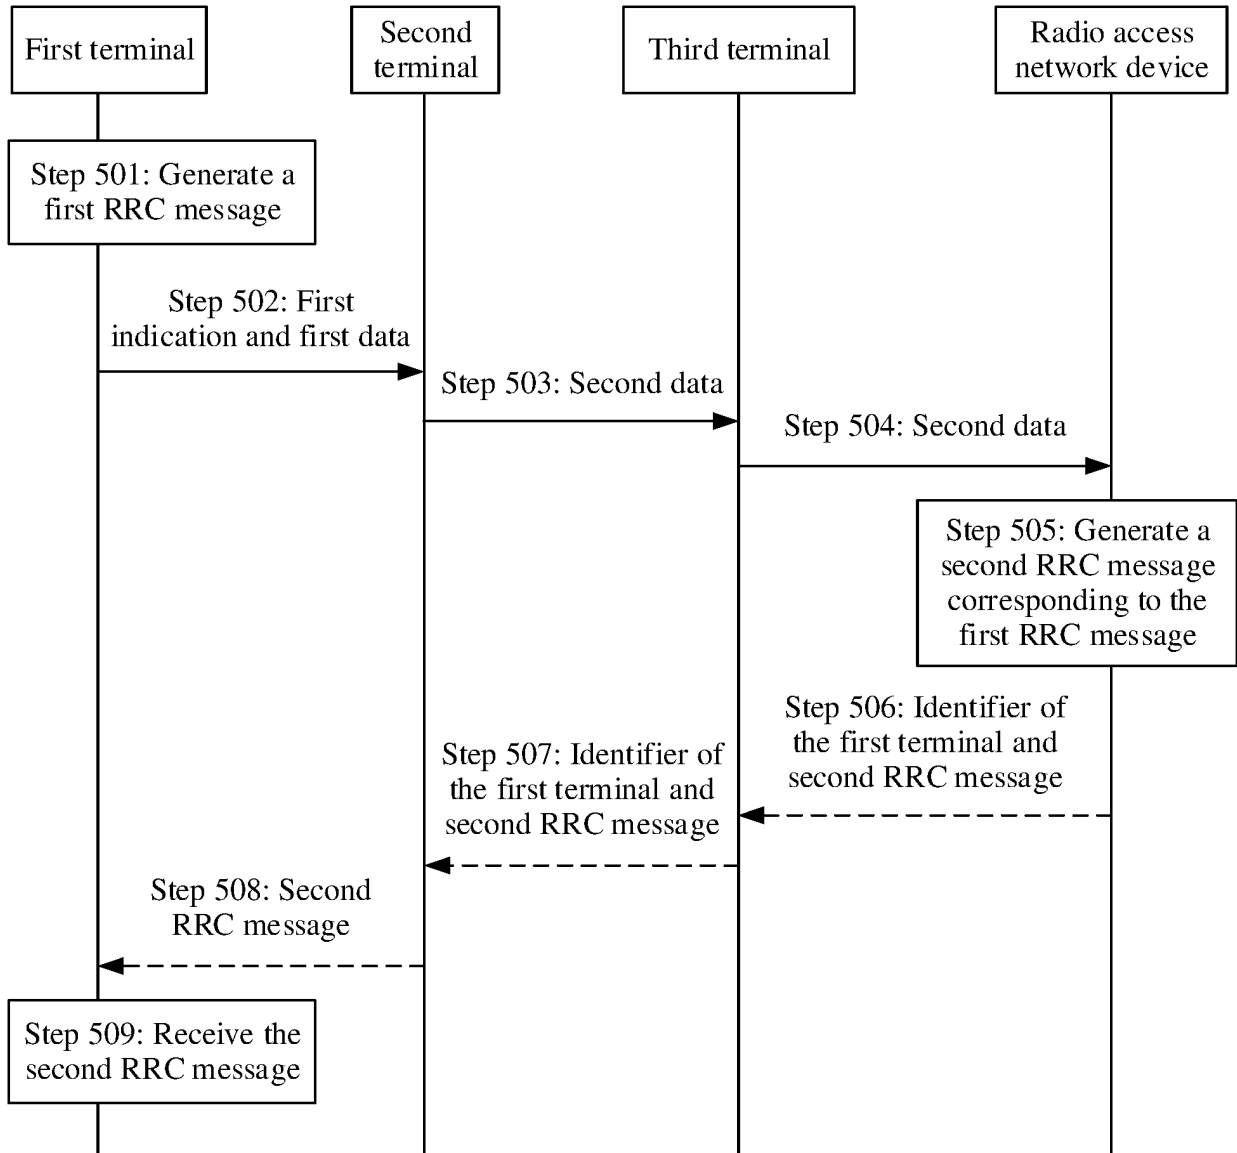 First terminal
Second
terminal
Third terminal
Radio access
network device
Step 501: Generate a
first RRC message
Step 502: First
indication and first data
Step 503: Second data
Step 504: Second data
Step 505: Generate a
second RRC message
corresponding to the
first RRC message
Step 506: Identifier of
the first terminal and
second RRC message
Step 507: Identifier of
the first terminal and
second RRC message
Step 508: Second
RRC message
Step 509: Receive the
second RRC message